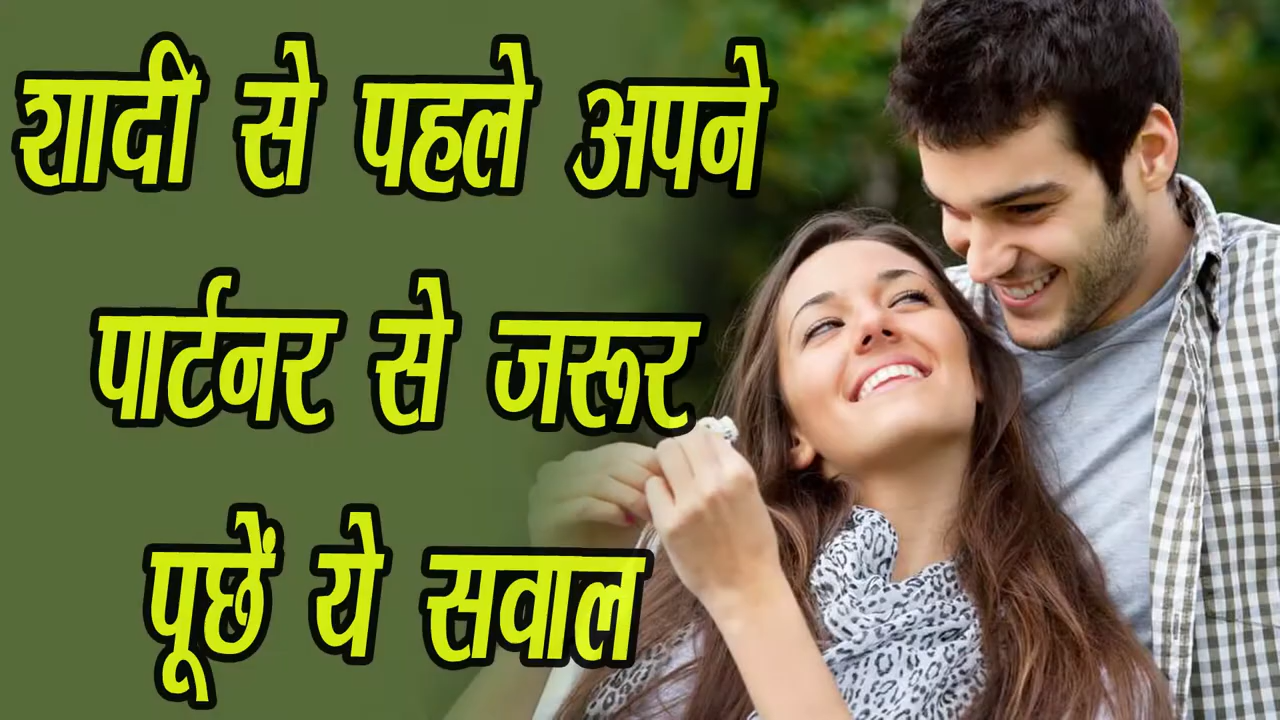 शादी से पहले अपने
पार्टनर से जरूर
पूछें ये सवाल